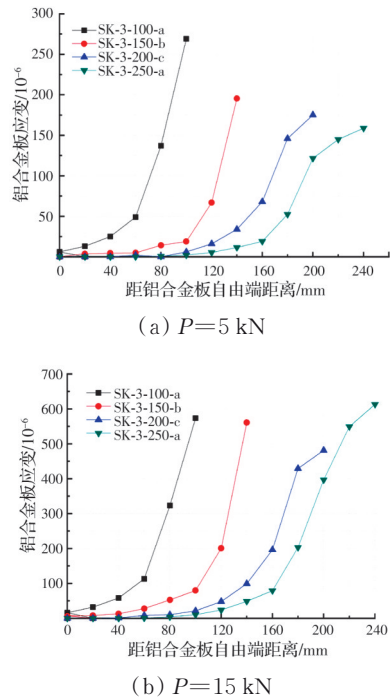 300
250
200
150
100
50
铝合金板应变/10⁻⁶
SK-3-100-a
SK-3-150-b
SK-3-200-c
SK-3-250-a
0 40 80 120 160 200 240
距铝合金板自由端距离/mm
(a) P=5 kN
700
600
500
400
300
200
100
铝合金板应变/10⁻⁶
SK-3-100-a
SK-3-150-b
SK-3-200-c
SK-3-250-a
0 40 80 120 160 200 240
距铝合金板自由端距离/mm
(b) P=15 kN